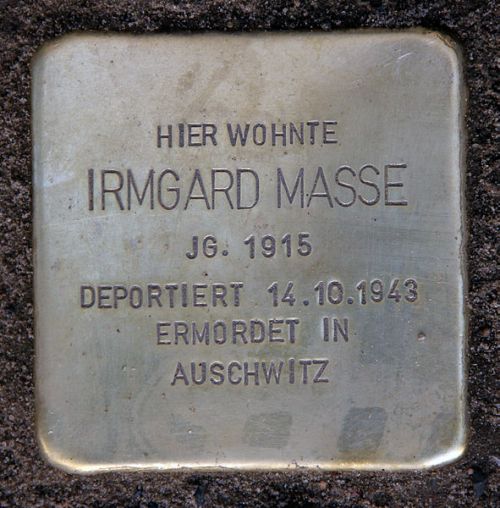 HIER WOHNTE
IRMGARD MASSE
JG. 1915
DEPORTIERT 14.10.1943
ERMORDET IN
AUSCHWITZ